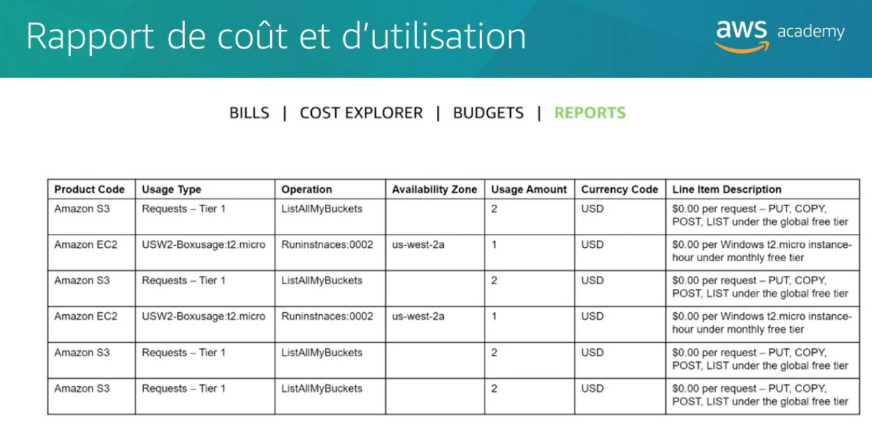 Rapport de coût et d'utilisation
aws academy
BILLS | COST EXPLORER | BUDGETS | REPORTS
Product Code Usage Type Operation Availability Zone Usage Amount Currency Code Line Item Description
Amazon S3 Requests – Tier 1 ListAllMyBuckets 2 USD $0.00 per request – PUT, COPY,
POST, LIST under the global free tier
Amazon EC2 USW2-Boxusage:t2.micro Runinstnaces:0002 us-west-2a 1 USD $0.00 per Windows t2.micro instance-
hour under monthly free tier
Amazon S3 Requests – Tier 1 ListAllMyBuckets 2 USD $0.00 per request – PUT, COPY,
POST, LIST under the global free tier
Amazon EC2 USW2-Boxusage:t2.micro Runinstnaces:0002 us-west-2a 1 USD $0.00 per Windows t2.micro instance-
hour under monthly free tier
Amazon S3 Requests – Tier 1 ListAllMyBuckets 2 USD $0.00 per request – PUT, COPY,
POST, LIST under the global free tier
Amazon S3 Requests – Tier 1 ListAllMyBuckets 2 USD $0.00 per request – PUT, COPY,
POST, LIST under the global free tier